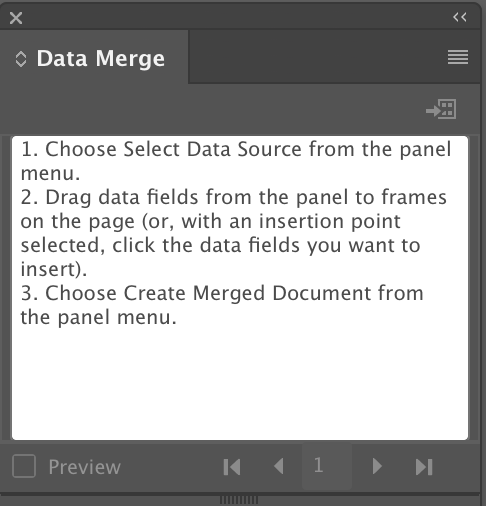 Data Merge
1. Choose Select Data Source from the panel
menu.
2. Drag data fields from the panel to frames
on the page (or, with an insertion point
selected, click the data fields you want to
insert).
3. Choose Create Merged Document from
the panel menu.
Preview
1